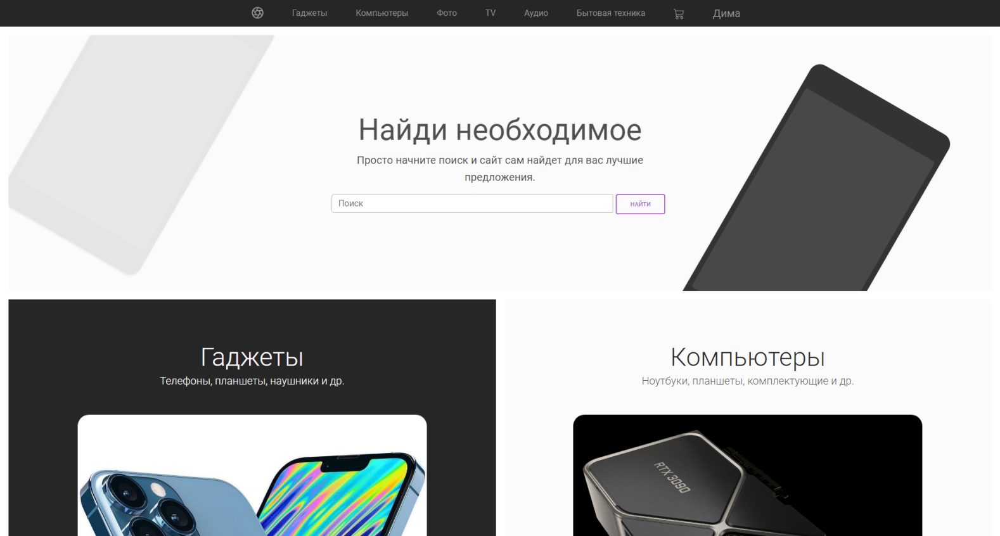 Гаджеты Компьютеры Фото TV Аудио Бытовая техника Дима
Найди необходимое
Просто начните поиск и сайт сам найдет для вас лучшие
предложения.
Поиск НАЙТИ
Гаджеты
Телефоны, планшеты, наушники и др.
Компьютеры
Ноутбуки, планшеты, комплектующие и др.
RTX 3090